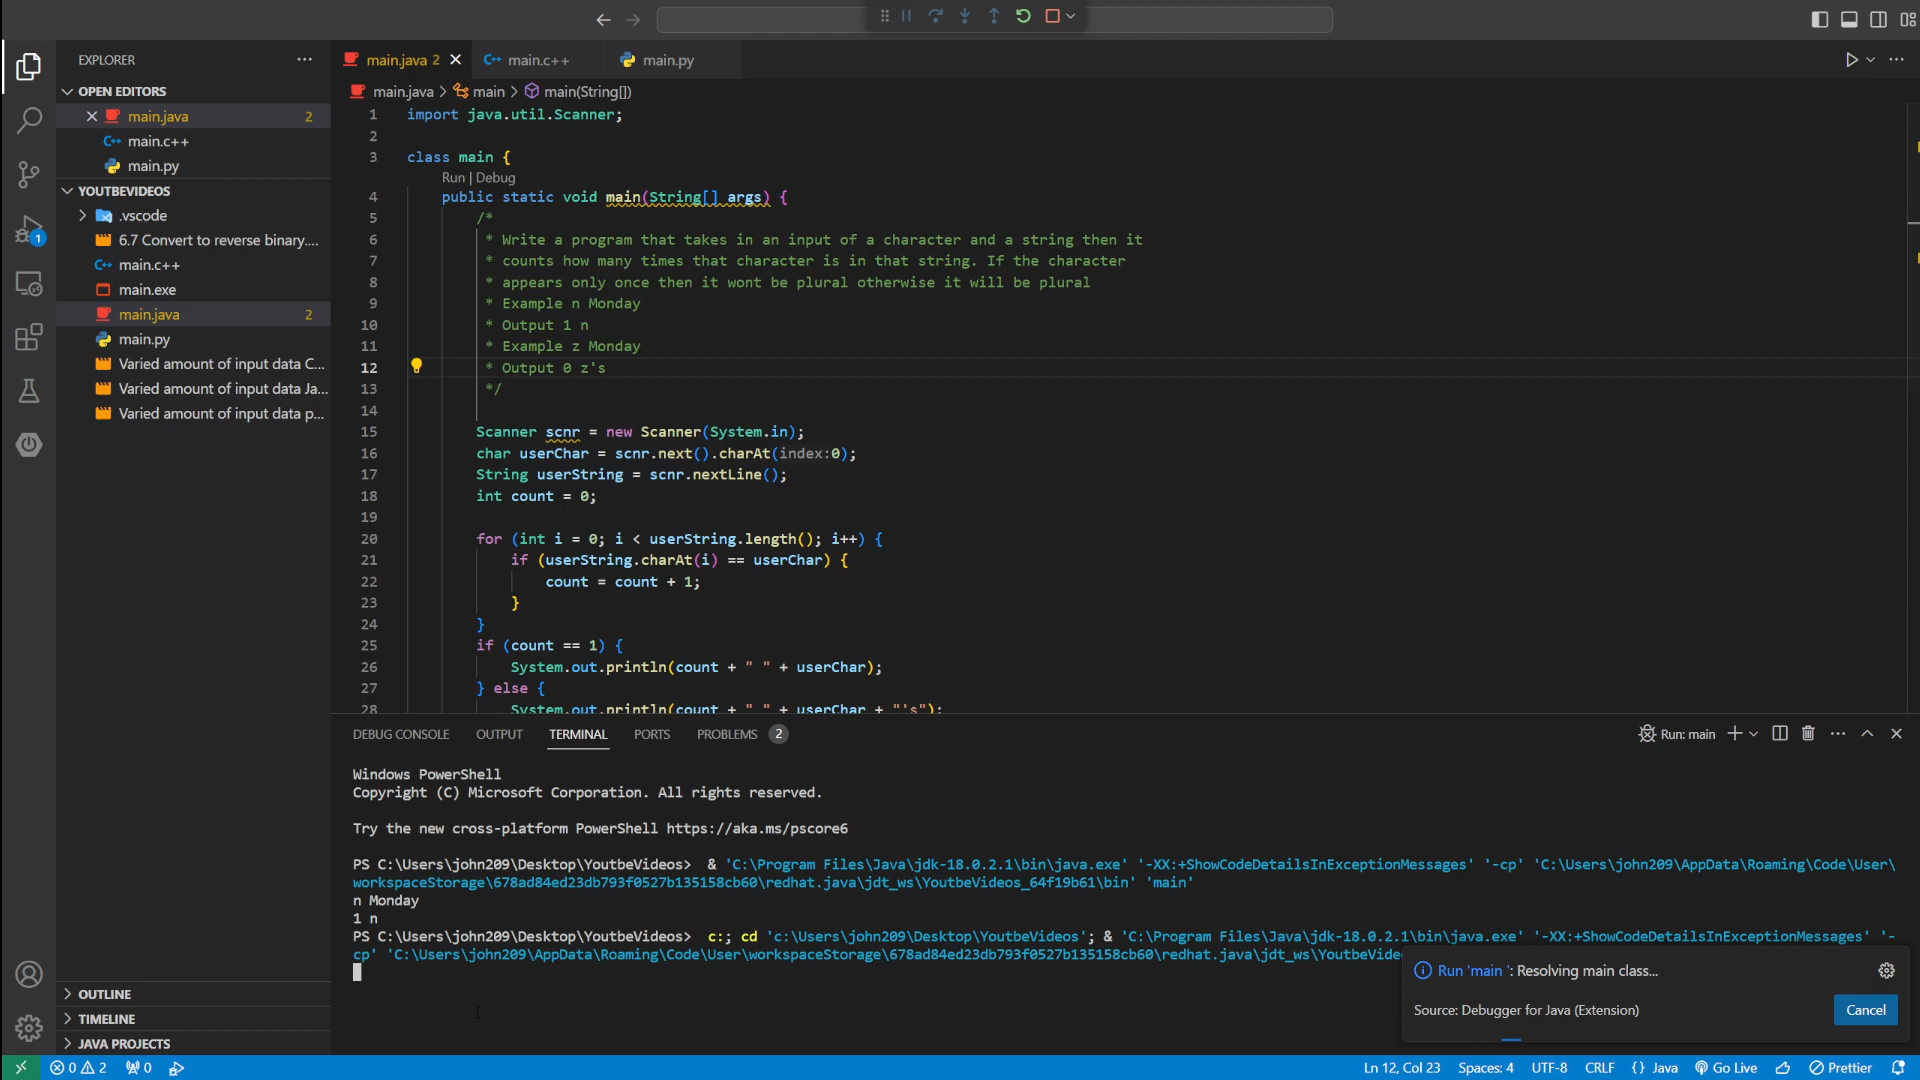 EXPLORER
OPEN EDITORS
main.java 2
main.c++
main.py
YOUTBEVIDEOS
.vscode
6.7 Convert to reverse binary....
main.c++
main.exe
main.java 2
main.py
Varied amount of input data C...
Varied amount of input data Ja...
Varied amount of input data p...
OUTLINE
TIMELINE
JAVA PROJECTS
1
main.java 2
main.c++
main.py
main.java > main > main(String[])
1 import java.util.Scanner;
2
3 class main {
Run | Debug
4 public static void main(String[] args) {
5 /*
6 * Write a program that takes in an input of a character and a string then it
7 * counts how many times that character is in that string. If the character
8 * appears only once then it wont be plural otherwise it will be plural
9 * Example n Monday
10 * Output 1 n
11 * Example z Monday
12 * Output 0 z's
13 */
14
15 Scanner scnr = new Scanner(System.in);
16 char userChar = scnr.next().charAt(index:0);
17 String userString = scnr.nextLine();
18 int count = 0;
19
20 for (int i = 0; i < userString.length(); i++) {
21 if (userString.charAt(i) == userChar) {
22 count = count + 1;
23 }
24 }
25 if (count == 1) {
26 System.out.println(count + " " + userChar);
27 } else {
28 System.out.println(count + " " + userChar + "'s");
DEBUG CONSOLE OUTPUT TERMINAL PORTS PROBLEMS 2
Run: main
Windows PowerShell
Copyright (C) Microsoft Corporation. All rights reserved.
Try the new cross-platform PowerShell https://aka.ms/pscore6
PS C:\Users\john209\Desktop\YoutbeVideos> & 'C:\Program Files\Java\jdk-18.0.2.1\bin\java.exe' '-XX:+ShowCodeDetailsInExceptionMessages' '-cp' 'C:\Users\john209\AppData\Roaming\Code\User\
workspaceStorage\678ad84ed23db793f0527b135158cb60\redhat.java\jdt_ws\YoutbeVideos_64f19b61\bin' 'main'
n Monday
1 n
PS C:\Users\john209\Desktop\YoutbeVideos> c:; cd 'c:\Users\john209\Desktop\YoutbeVideos'; & 'C:\Program Files\Java\jdk-18.0.2.1\bin\java.exe' '-XX:+ShowCodeDetailsInExceptionMessages' '-
cp' 'C:\Users\john209\AppData\Roaming\Code\User\workspaceStorage\678ad84ed23db793f0527b135158cb60\redhat.java\jdt_ws\YoutbeVide
Run 'main ': Resolving main class...
Source: Debugger for Java (Extension)
Cancel
0 2 0
Ln 12, Col 23 Spaces: 4 UTF-8 CRLF { } Java Go Live Prettier